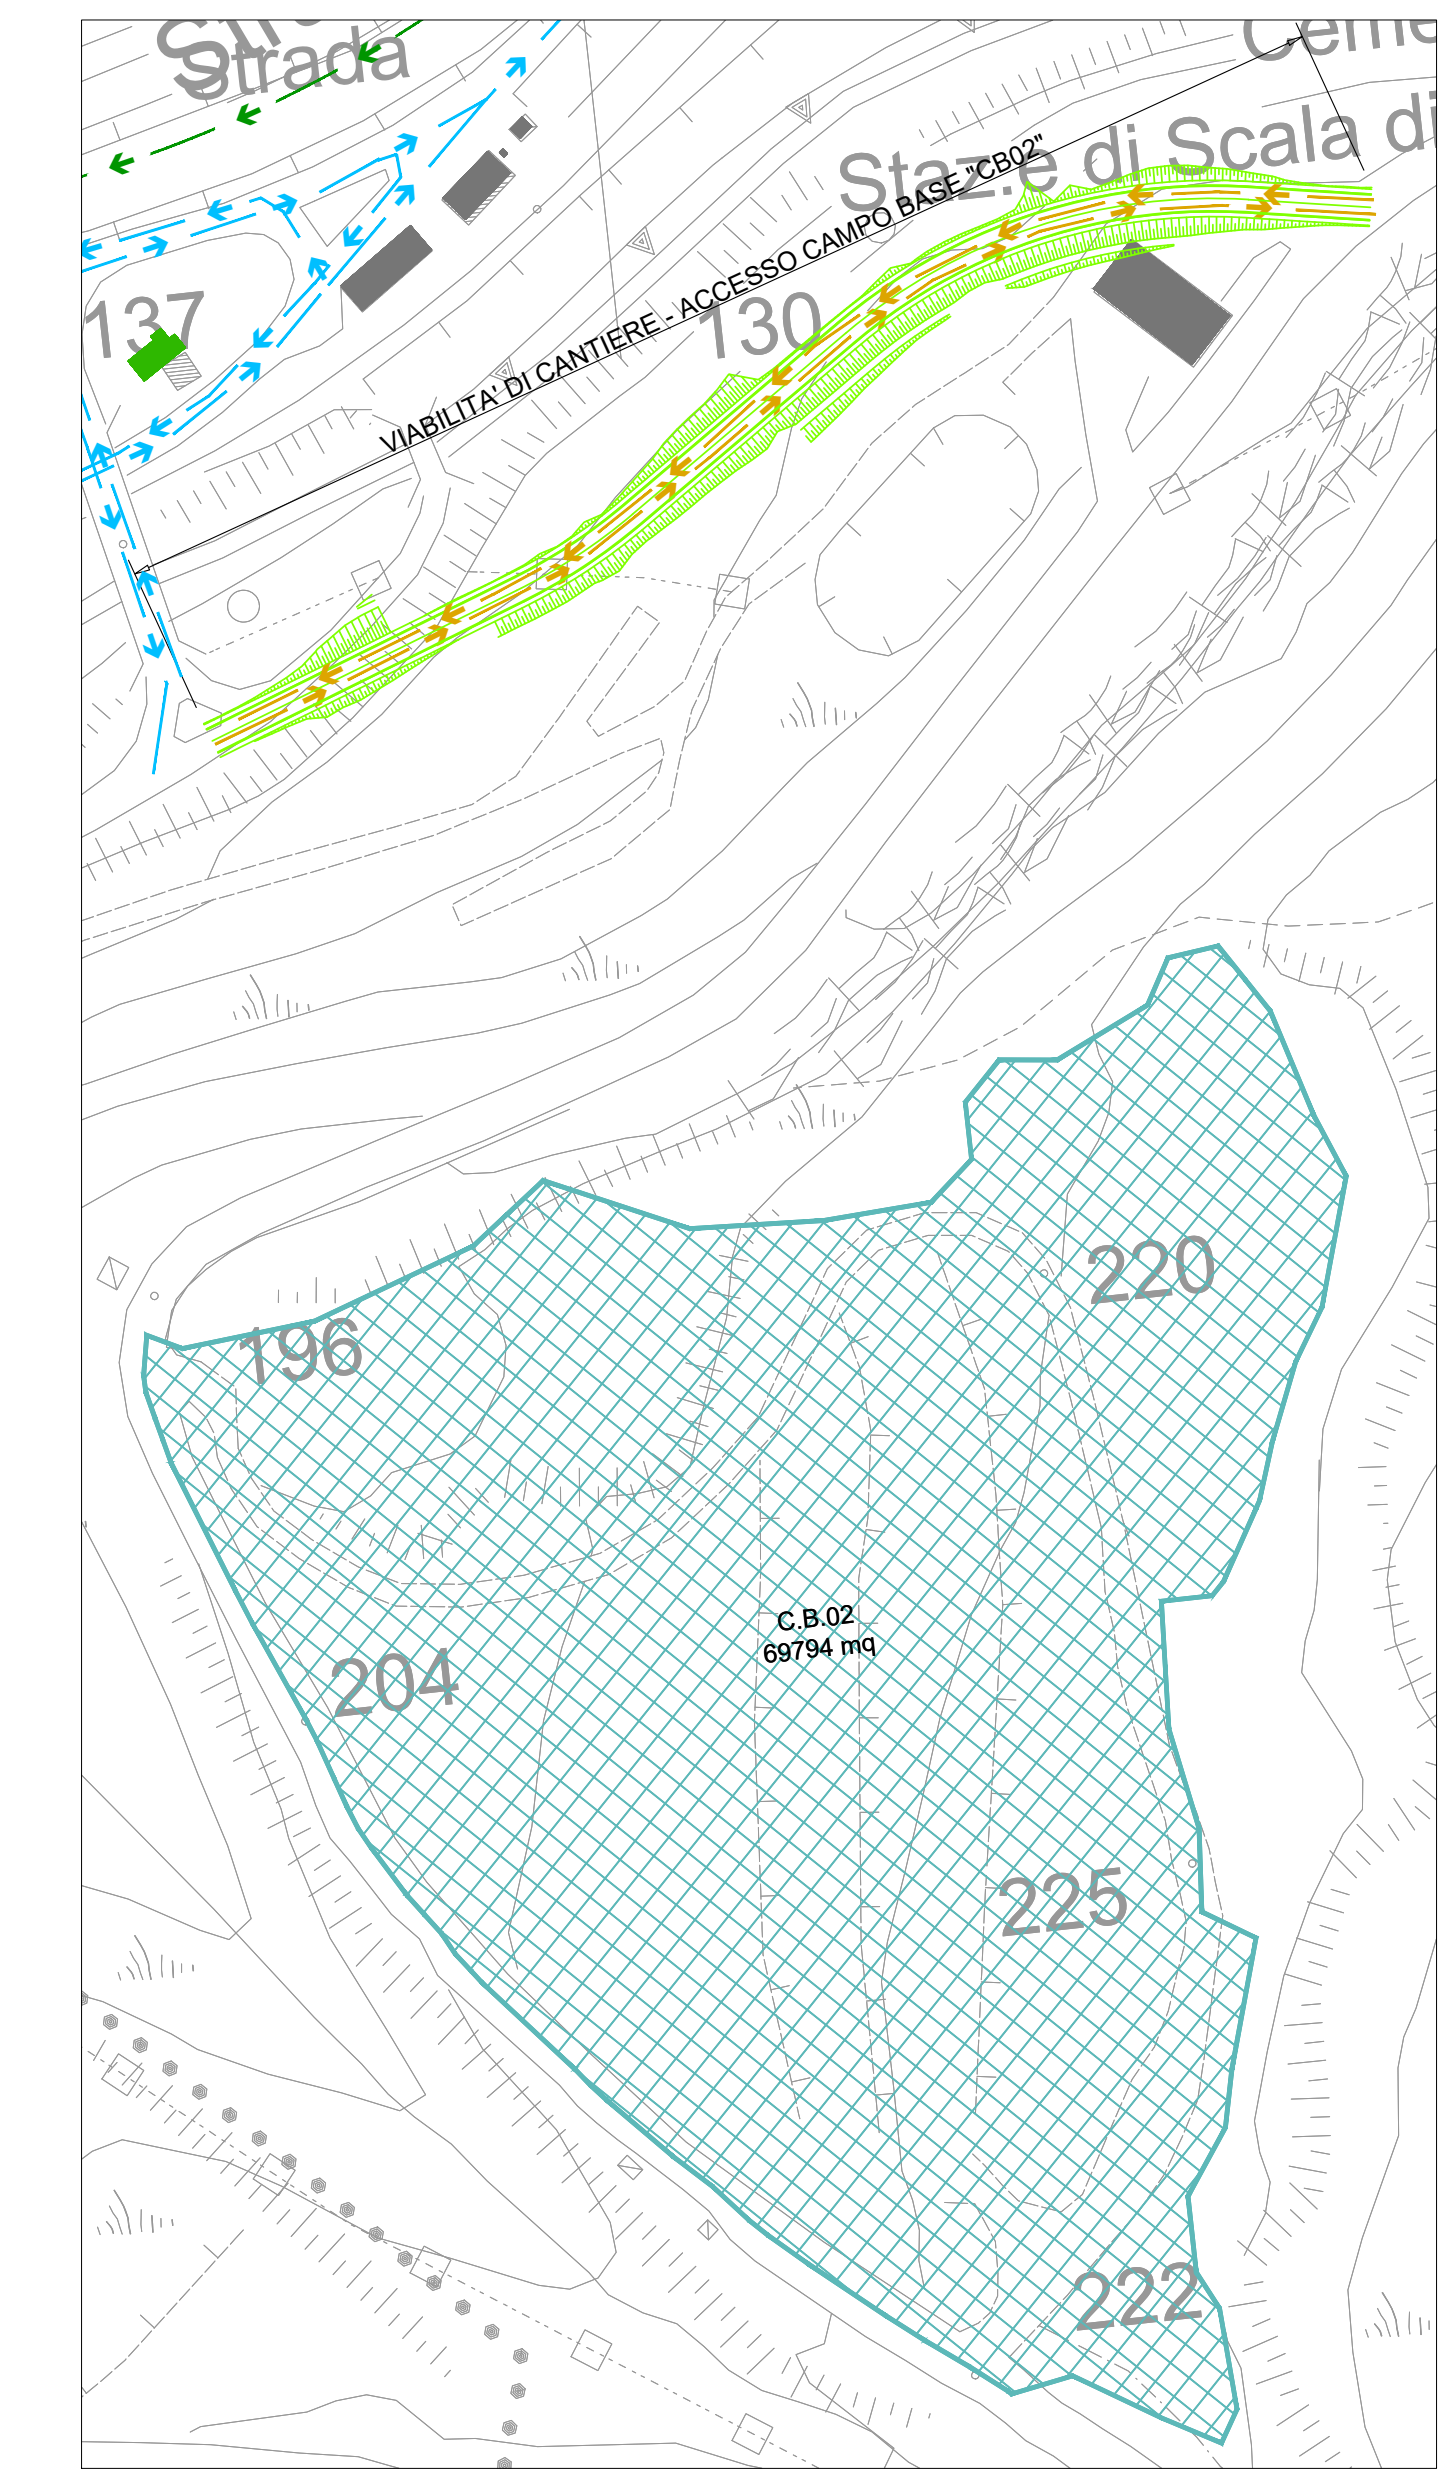 Strada
Staz.e di Scala di
VIABILITA' DI CANTIERE - ACCESSO CAMPO BASE "CB02"
137
130
220
196
C.B.02
69794 mq
204
225
222